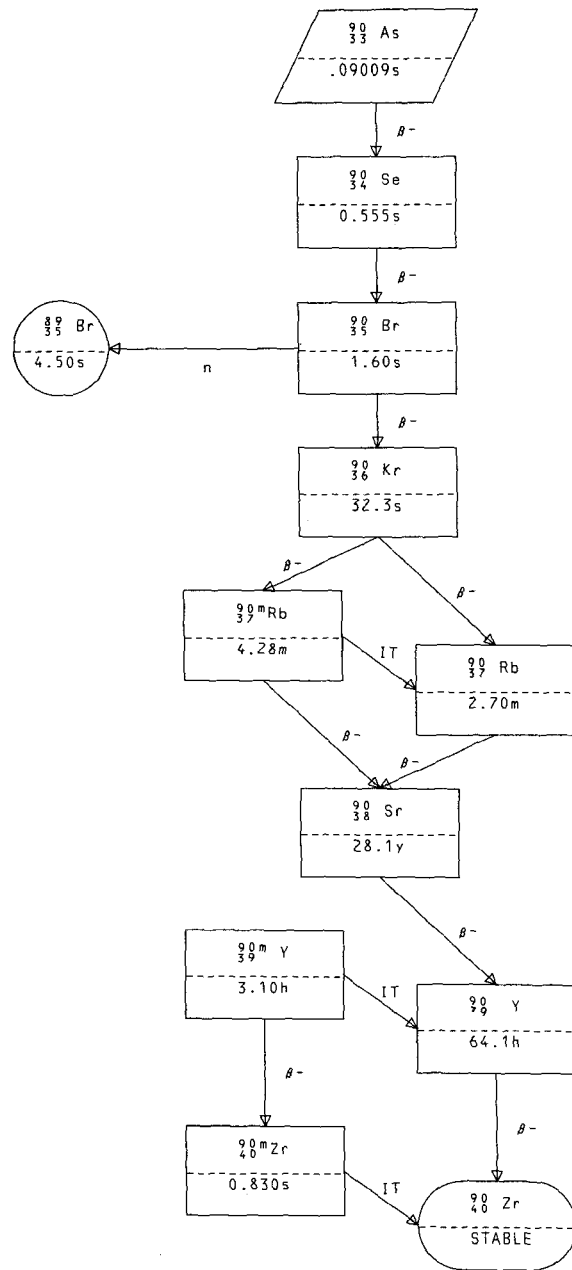 90 33 As
.09009s
β-
90 34 Se
0.555s
β-
89 35 Br
4.50s
n
90 35 Br
1.60s
β-
90 36 Kr
32.3s
β-
β-
90m 37 Rb
4.28m
IT
90 37 Rb
2.70m
β-
β-
90 38 Sr
28.1y
β-
90m 39 Y
3.10h
IT
90 79 Y
64.1h
β-
β-
90m 40 Zr
0.830s
IT
90 40 Zr
STABLE